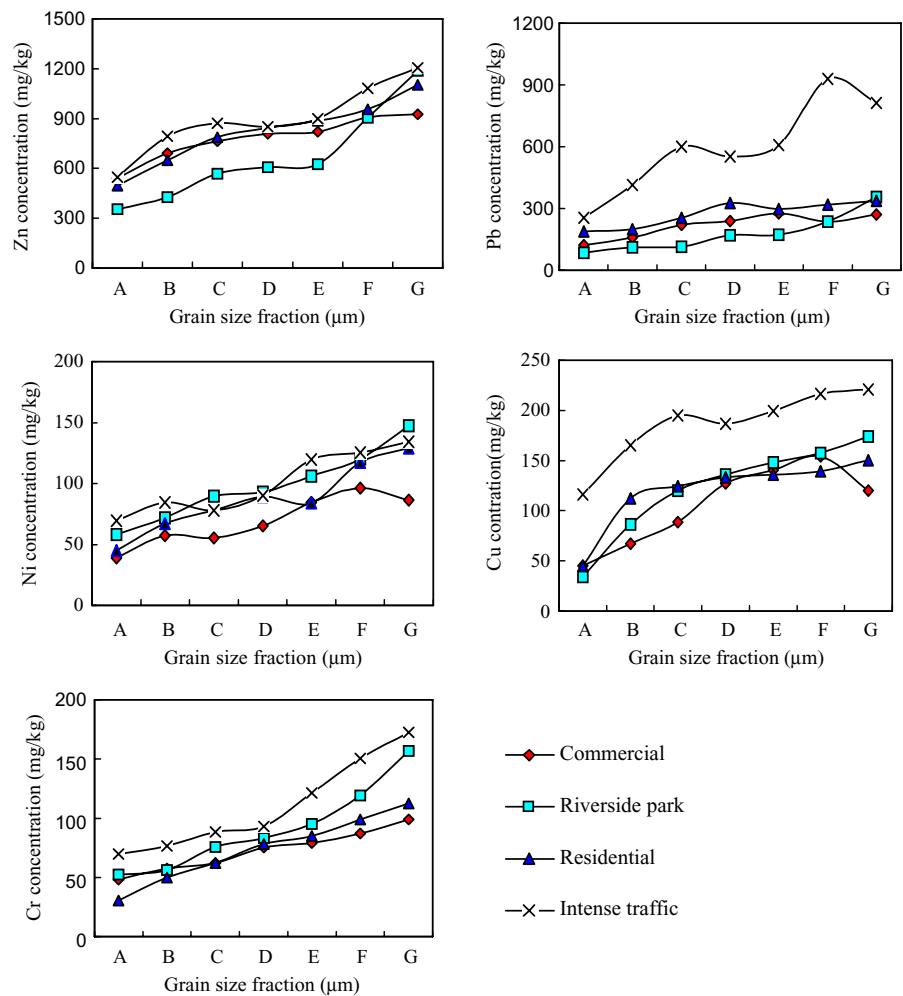 Zn concentration (mg/kg)
1500
1200
900
600
300
0
A B C D E F G
Grain size fraction (µm)
Pb concentration (mg/kg)
1200
900
600
300
0
A B C D E F G
Grain size fraction (µm)
Ni concentration (mg/kg)
200
150
100
50
0
A B C D E F G
Grain size fraction (µm)
Cu contration(mg/kg)
250
200
150
100
50
0
A B C D E F G
Grain size fraction (µm)
Cr concentration (mg/kg)
200
150
100
50
0
A B C D E F G
Grain size fraction (µm)
Commercial
Riverside park
Residential
Intense traffic